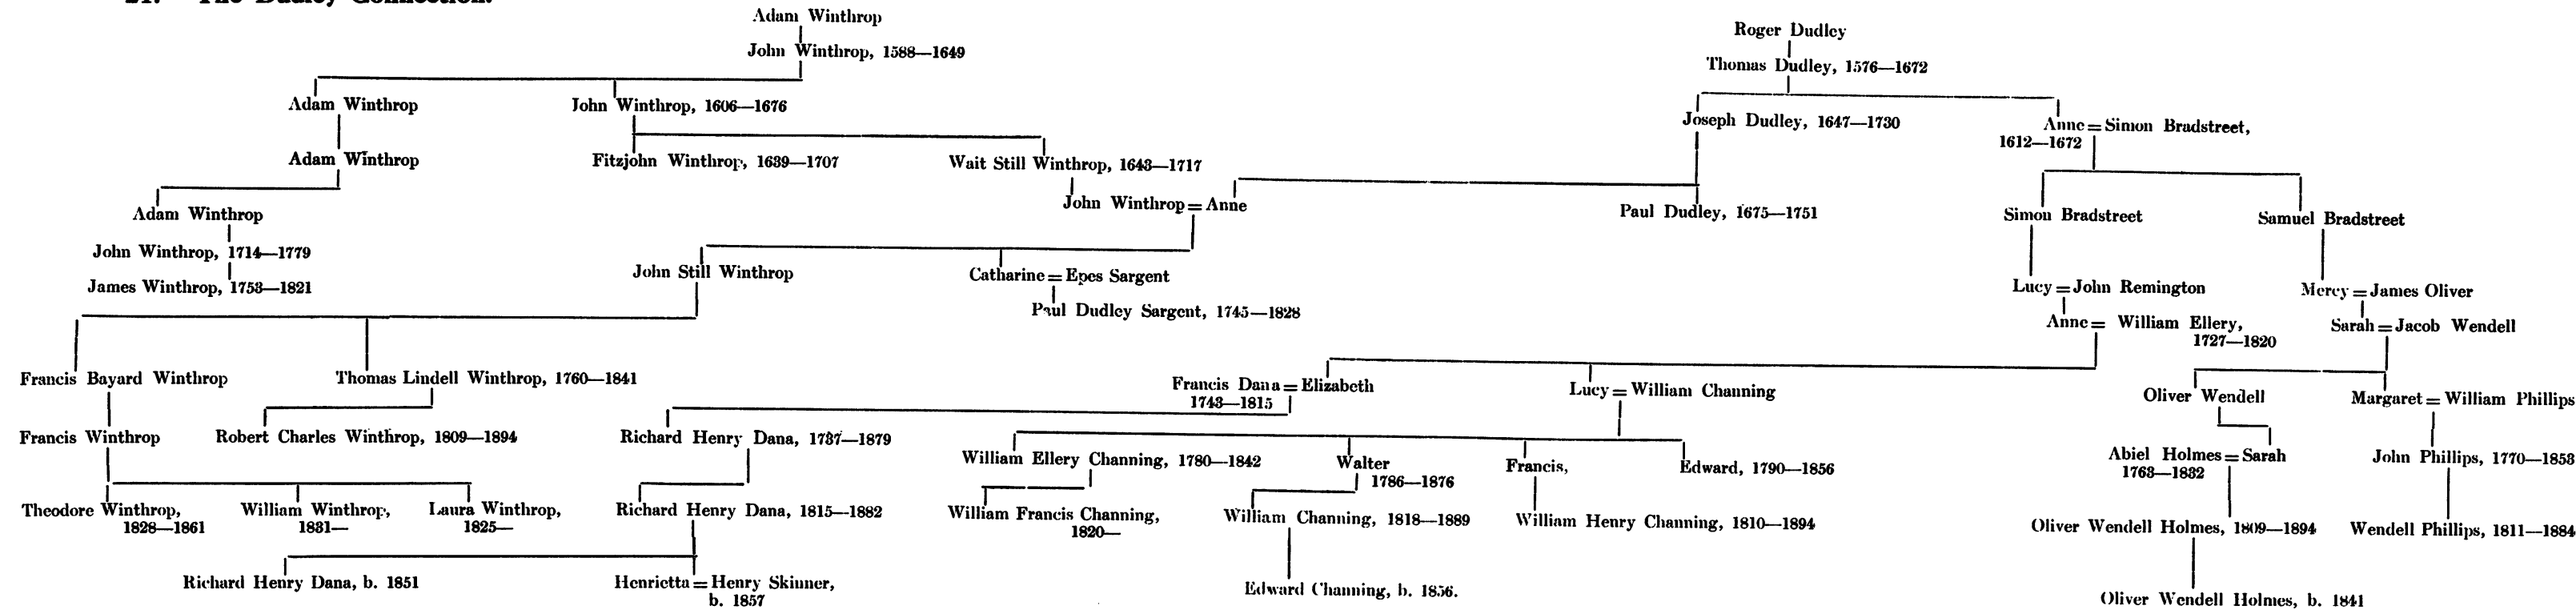 21. The Dudley Connection.
Adam Winthrop
Roger Dudley
John Winthrop, 1588—1649
Thomas Dudley, 1576—1672
Adam Winthrop
John Winthrop, 1606—1676
Joseph Dudley, 1647—1730
Anne = Simon Bradstreet,
1612—1672
Adam Winthrop
Fitzjohn Winthrop, 1639—1707
Wait Still Winthrop, 1643—1717
Adam Winthrop
John Winthrop = Anne
Paul Dudley, 1675—1751
Simon Bradstreet
Samuel Bradstreet
John Winthrop, 1714—1779
John Still Winthrop
Catharine = Epes Sargent
James Winthrop, 1753—1821
Lucy = John Remington
Mercy = James Oliver
Paul Dudley Sargent, 1745—1828
Anne = William Ellery,
1727—1820
Sarah = Jacob Wendell
Francis Bayard Winthrop
Thomas Lindell Winthrop, 1760—1841
Francis Dana = Elizabeth
1743—1815
Lucy = William Channing
Oliver Wendell
Margaret = William Phillips
Francis Winthrop
Robert Charles Winthrop, 1809—1894
Richard Henry Dana, 1787—1879
William Ellery Channing, 1780—1842
Walter
1786—1876
Francis,
Edward, 1790—1856
Abiel Holmes = Sarah
1763—1832
John Phillips, 1770—1853
Theodore Winthrop,
1828—1861
William Winthrop,
1831—
Laura Winthrop,
1825—
Richard Henry Dana, 1815—1882
William Francis Channing,
1820—
William Channing, 1818—1889
William Henry Channing, 1810—1894
Oliver Wendell Holmes, 1809—1894
Wendell Phillips, 1811—1884
Richard Henry Dana, b. 1851
Henrietta = Henry Skinner,
b. 1857
Edward Channing, b. 1856.
Oliver Wendell Holmes, b. 1841